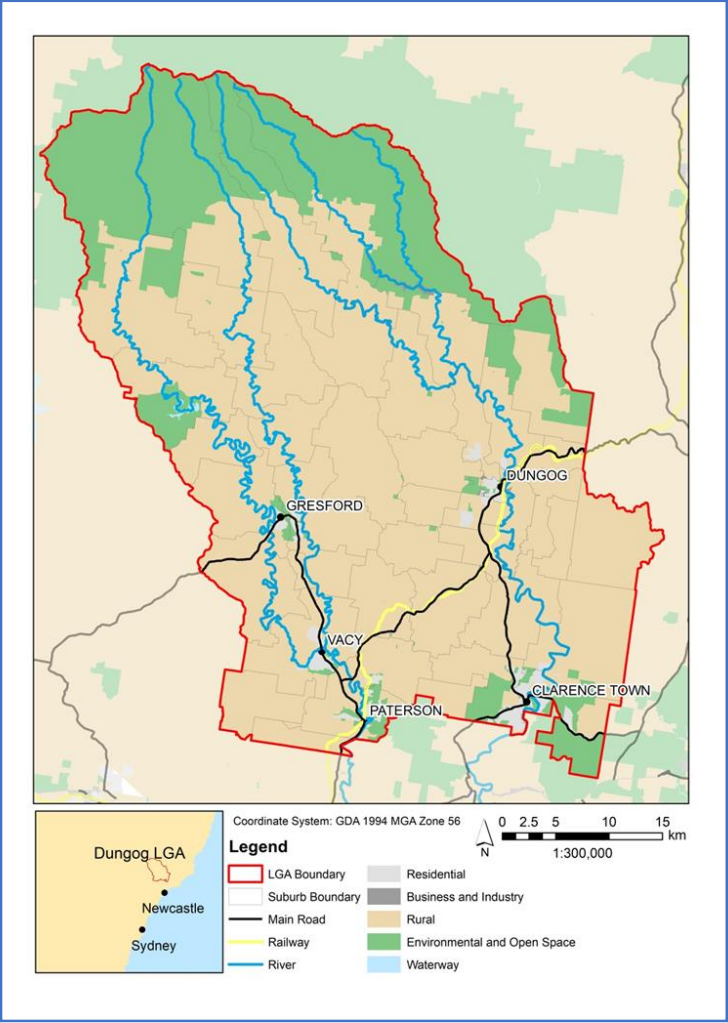 DUNGOG
GRESFORD
VACY
CLARENCE TOWN
PATERSON
Coordinate System: GDA 1994 MGA Zone 56
0 2.5 5 10 15
km
N
1:300,000
Dungog LGA
Newcastle
Sydney
Legend
LGA Boundary
Suburb Boundary
Main Road
Railway
River
Residential
Business and Industry
Rural
Environmental and Open Space
Waterway